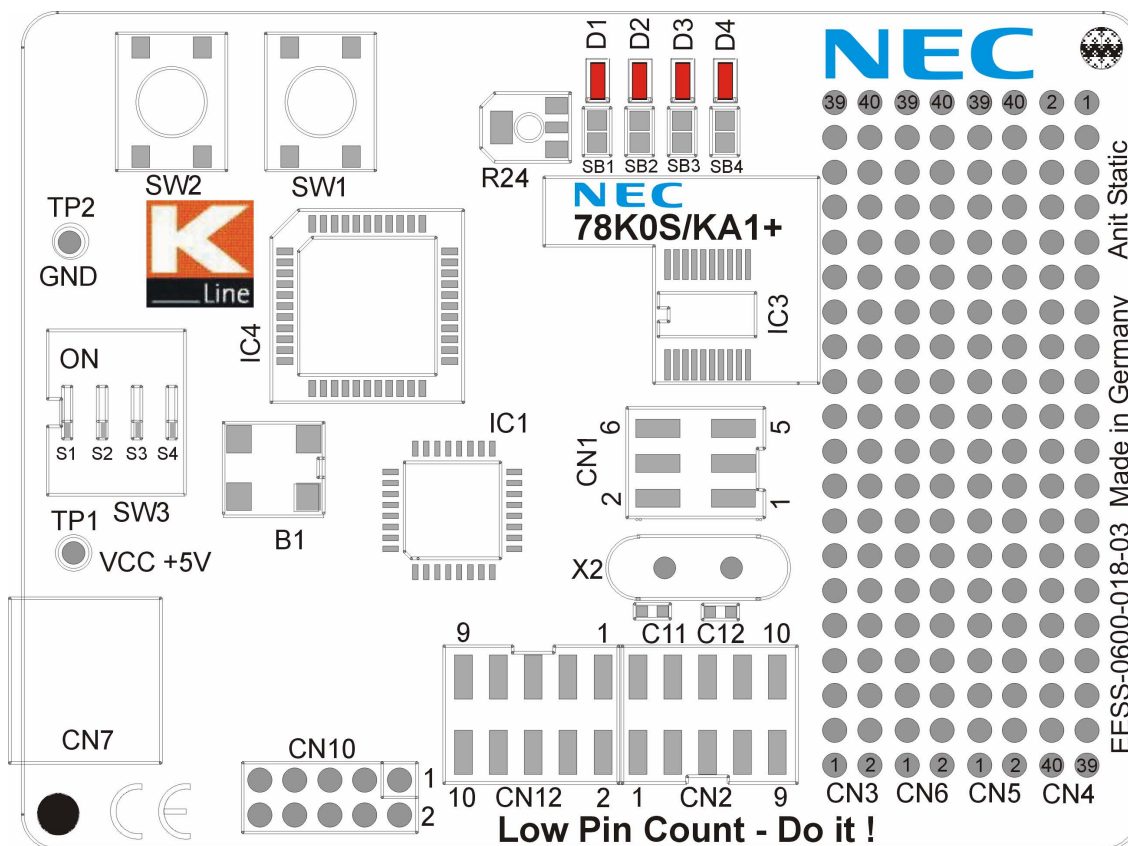 D1 D2 D3 D4
NEC
39 40 39 40 39 40 2 1
SB1 SB2 SB3 SB4
R24
SW2 SW1
NEC
78K0S/KA1+
TP2
GND
K
Line
IC4
IC3
ON
S1 S2 S3 S4
SW3
IC1
CN1
6 5
2 1
TP1
VCC +5V
B1
X2
C11 C12
9 1 10
CN7
CN10
1
2
10 CN12 2 1 CN2 9
1 2 1 2 1 2 40 39
CN3 CN6 CN5 CN4
CE
Low Pin Count - Do it !
EESS-0600-018-03 Made in Germany Anit Static